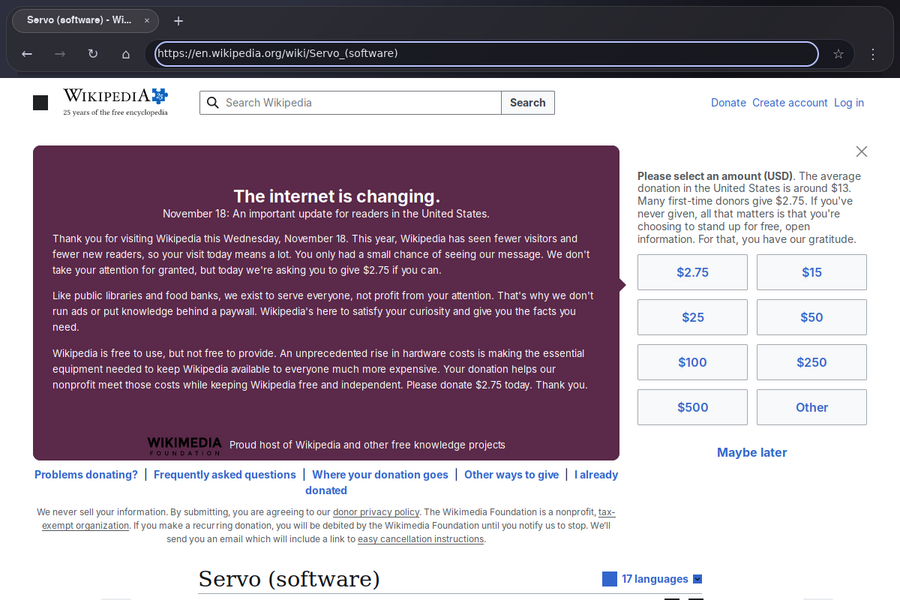 Servo (software) - Wi...
https://en.wikipedia.org/wiki/Servo_(software)
WIKIPEDIA 25
25 years of the free encyclopedia
Search Wikipedia
Search
Donate Create account Log in
The internet is changing.
November 18: An important update for readers in the United States.
Thank you for visiting Wikipedia this Wednesday, November 18. This year, Wikipedia has seen fewer visitors and
fewer new readers, so your visit today means a lot. You only had a small chance of seeing our message. We don't
take your attention for granted, but today we're asking you to give $2.75 if you can.
Like public libraries and food banks, we exist to serve everyone, not profit from your attention. That's why we don't
run ads or put knowledge behind a paywall. Wikipedia's here to satisfy your curiosity and give you the facts you
need.
Wikipedia is free to use, but not free to provide. An unprecedented rise in hardware costs is making the essential
equipment needed to keep Wikipedia available to everyone much more expensive. Your donation helps our
nonprofit meet those costs while keeping Wikipedia free and independent. Please donate $2.75 today. Thank you.
WIKIMEDIA
FOUNDATION
Proud host of Wikipedia and other free knowledge projects
Please select an amount (USD). The average
donation in the United States is around $13.
Many first-time donors give $2.75. If you've
never given, all that matters is that you're
choosing to stand up for free, open
information. For that, you have our gratitude.
$2.75
$15
$25
$50
$100
$250
$500
Other
Maybe later
Problems donating? | Frequently asked questions | Where your donation goes | Other ways to give | I already
donated
We never sell your information. By submitting, you are agreeing to our donor privacy policy. The Wikimedia Foundation is a nonprofit, tax-
exempt organization. If you make a recurring donation, you will be debited by the Wikimedia Foundation until you notify us to stop. We'll
send you an email which will include a link to easy cancellation instructions.
Servo (software)
17 languages